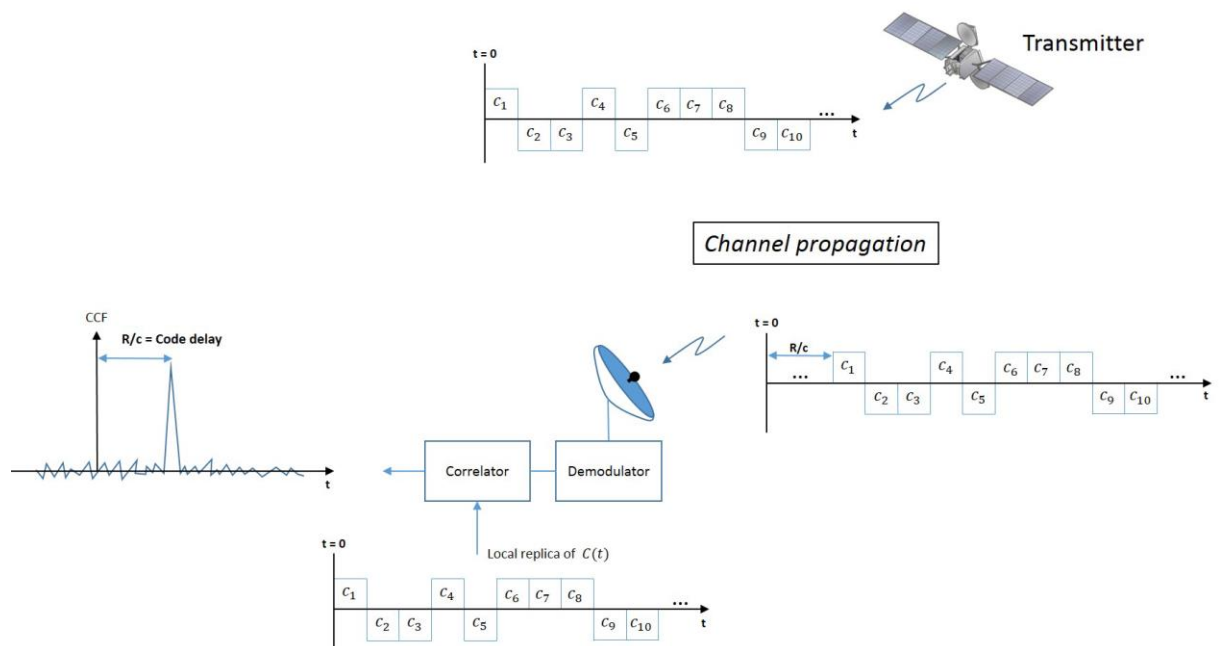 Transmitter
t = 0
C₁ C₄ C₆ C₇ C₈ ...
C₂ C₃ C₅ C₉ C₁₀ t
Channel propagation
t = 0
R/c
... C₁ C₄ C₆ C₇ C₈ ...
C₂ C₃ C₅ C₉ C₁₀ t
CCF
R/c = Code delay
t
Correlator
Demodulator
Local replica of C(t)
t = 0
C₁ C₄ C₆ C₇ C₈ ...
C₂ C₃ C₅ C₉ C₁₀ t